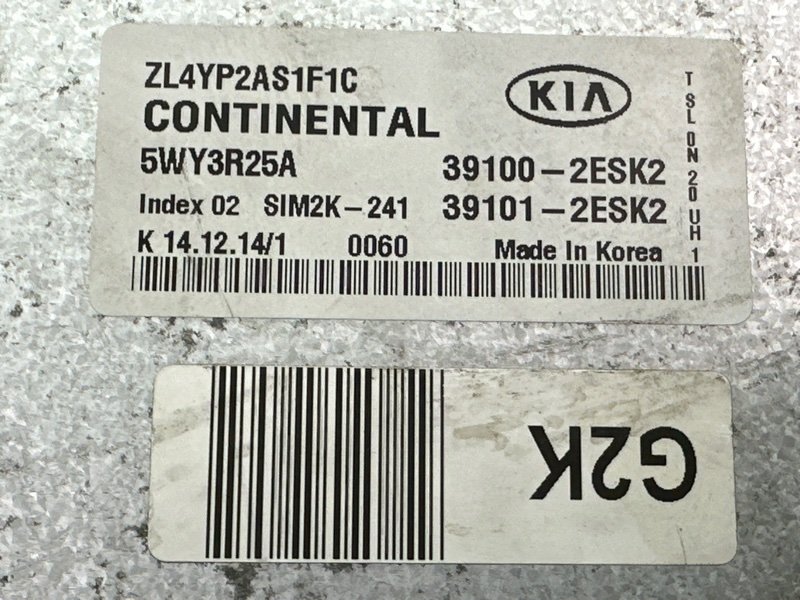 ZL4YP2AS1F1C
KIA
CONTINENTAL
5WY3R25A 39100-2ESK2
Index 02 SIM2K-241 39101-2ESK2
K 14.12.14/1 0060 Made In Korea
T SL ON 20 UH 1
G2K